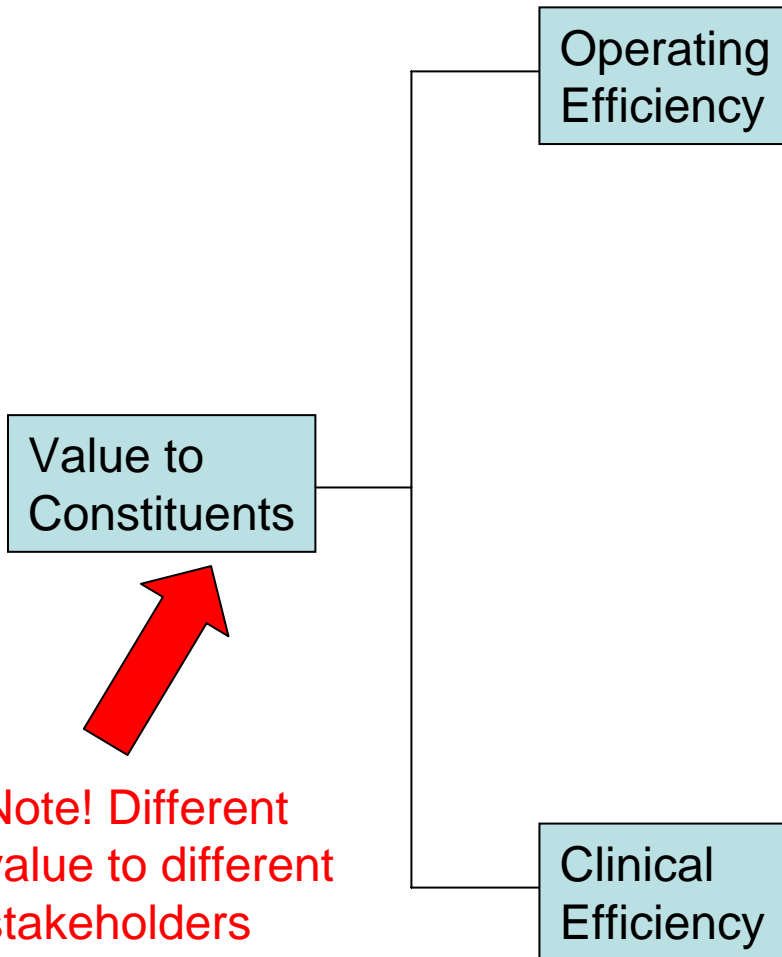 Operating
Efficiency
Value to
Constituents
Note! Different
value to different
stakeholders
Clinical
Efficiency